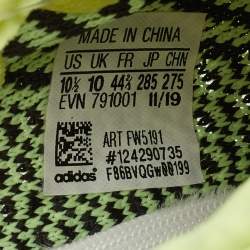 MADE IN CHINA
US UK FR JP CHN
10½ 10 44⅔ 285 275
EVN 791001 11/19
ART FW5191
#124290735
adidas F86BVQGW00199